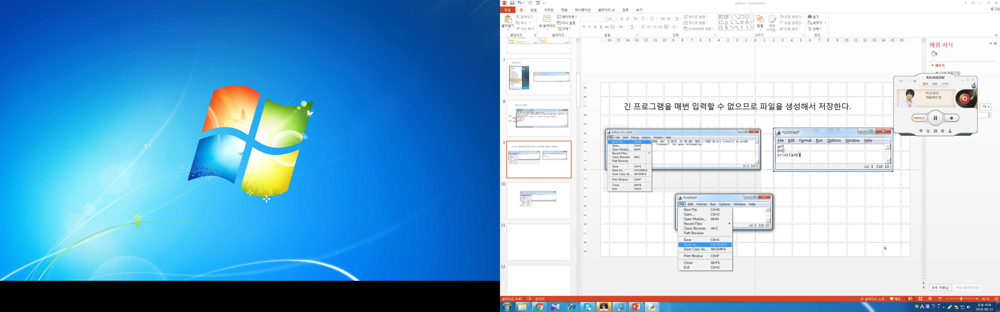 python - PowerPoint
로그인
파일 홈 삽입 디자인 전환 애니메이션 슬라이드 쇼 검토 보기
붙여넣기
잘라내기
복사
서식 복사
클립보드
새 슬라이드
레이아웃
다시 설정
구역
슬라이드
24
글꼴
텍스트 방향
텍스트 맞춤
SmartArt로 변환
단락
정렬
빠른 스타일
도형 채우기
도형 윤곽선
도형 효과
그리기
찾기
바꾸기
선택
편집
7
8
9
10
11
12
긴 프로그램을 매번 입력할 수 없으므로 파일을 생성해서 저장한다.
Python 3.5.1 Shell
File Edit Shell Debug Options Window Help
New File Ctrl+N
Open... Ctrl+O
Open Module... Alt+M
Recent Files
Class Browser Alt+C
Path Browser
Save Ctrl+S
Save As... Ctrl+Shift+S
Save Copy As... Alt+Shift+S
Print Window Ctrl+P
Close Alt+F4
Exit Ctrl+Q
5969, Dec 6 2015, 01:38:48) [MSC v.1900 32 bit (Intel)] on win32
"license()" for more information.
Ln: 3 Col: 4
*Untitled*
File Edit Format Run Options Window Help
a=1
b=2
print(a+b)
Ln: 3 Col: 10
*Untitled*
File Edit Format Run Options Window Help
New File Ctrl+N
Open... Ctrl+O
Open Module... Alt+M
Recent Files
Class Browser Alt+C
Path Browser
Save Ctrl+S
Save As... Ctrl+Shift+S
Save Copy As... Alt+Shift+S
Print Window Ctrl+P
Close Alt+F4
Exit Ctrl+Q
Ln: 3 Col: 10
9
배경 서식
채우기
단색 채우기(S)
RAINBOW
음악 표준 JOY4U
박승화의
가요속으로
모두 적용(L) 배경 원래대로(B)
슬라이드 9/45 한국어
슬라이드 노트 메모 93 %
A 漢
오후 4:04
2016-06-11